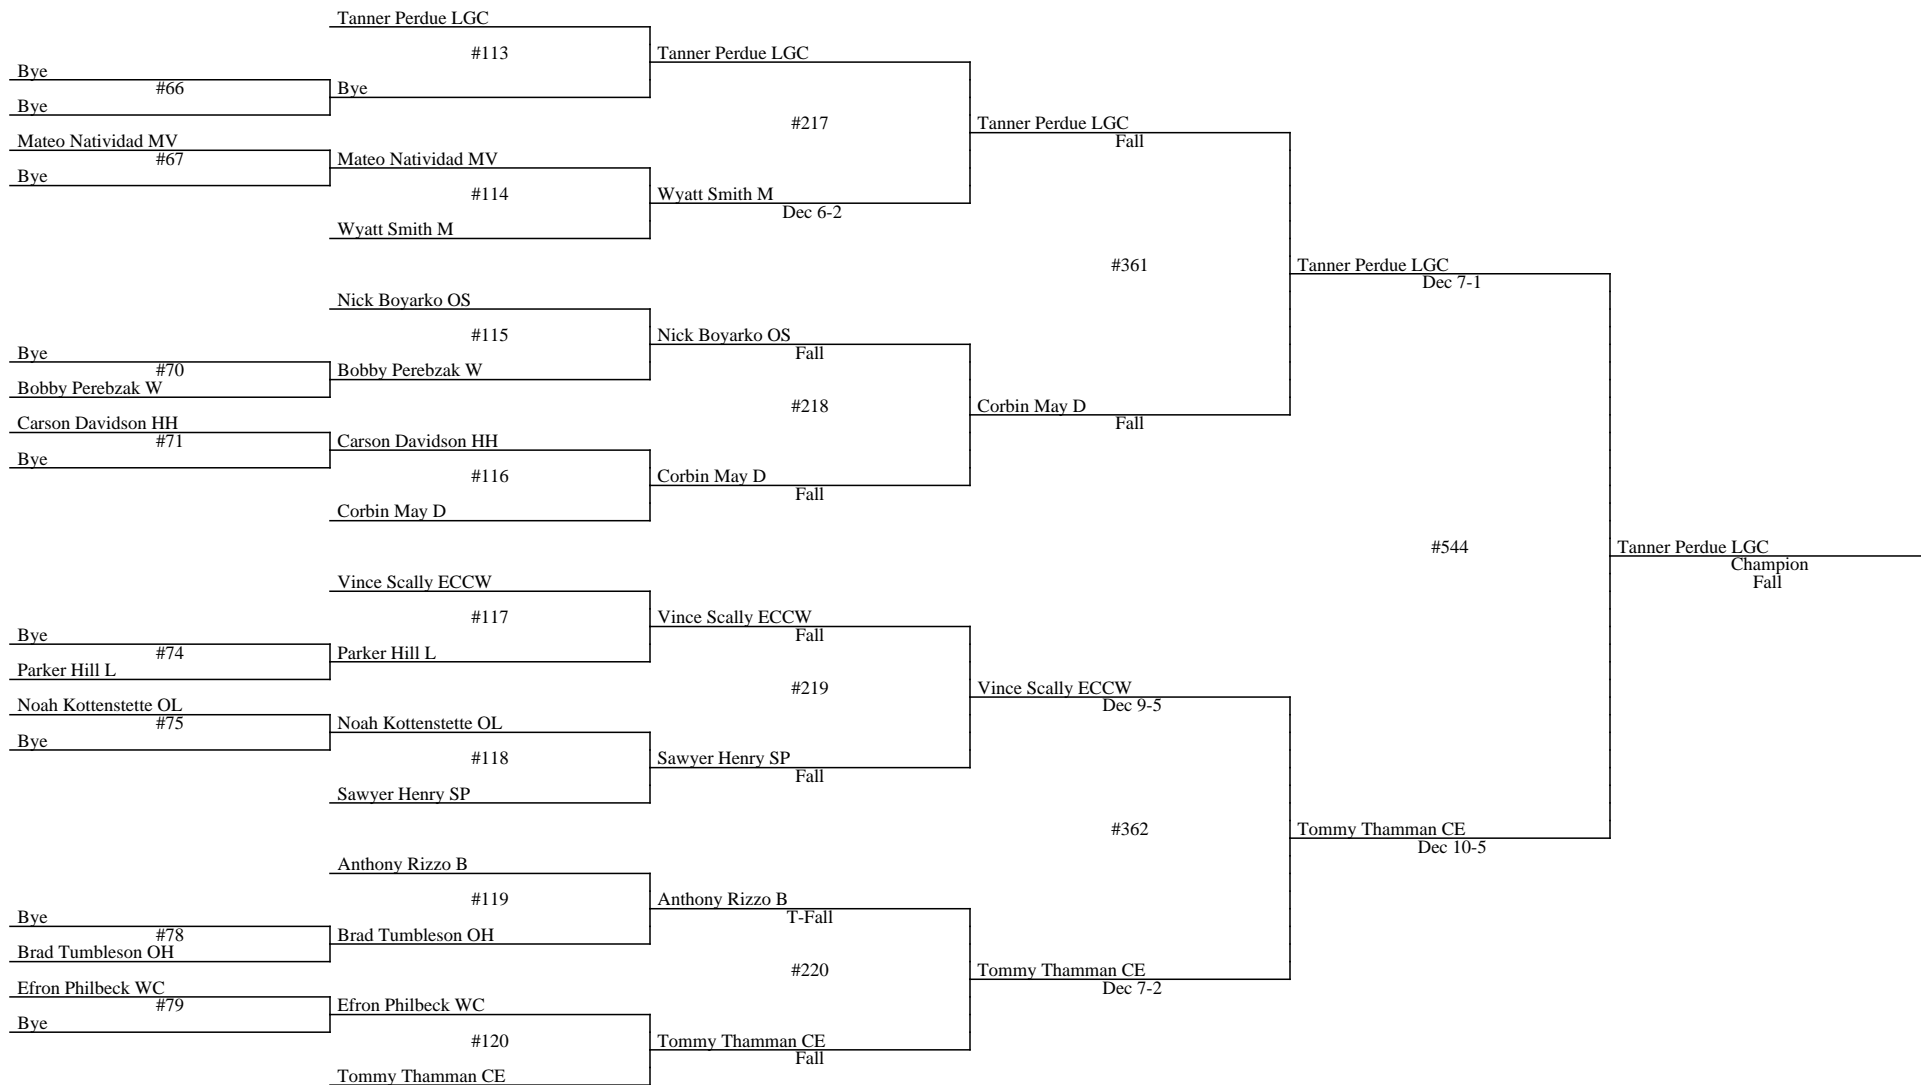 Tanner Perdue LGC
#113
Tanner Perdue LGC
Bye
#66
Bye
Bye
#217
Tanner Perdue LGC
Fall
Mateo Natividad MV
#67
Mateo Natividad MV
Bye
#114
Wyatt Smith M
Dec 6-2
Wyatt Smith M
#361
Tanner Perdue LGC
Dec 7-1
Nick Boyarko OS
#115
Nick Boyarko OS
Fall
Bye
#70
Bobby Perebzak W
Bobby Perebzak W
#218
Corbin May D
Fall
Carson Davidson HH
#71
Carson Davidson HH
Bye
#116
Corbin May D
Fall
Corbin May D
#544
Tanner Perdue LGC
Champion
Fall
Vince Scally ECCW
#117
Vince Scally ECCW
Fall
Bye
#74
Parker Hill L
Parker Hill L
#219
Vince Scally ECCW
Dec 9-5
Noah Kottenstette OL
#75
Noah Kottenstette OL
Bye
#118
Sawyer Henry SP
Fall
Sawyer Henry SP
#362
Tommy Thamman CE
Dec 10-5
Anthony Rizzo B
#119
Anthony Rizzo B
T-Fall
Bye
#78
Brad Tumbleson OH
Brad Tumbleson OH
#220
Tommy Thamman CE
Dec 7-2
Efron Philbeck WC
#79
Efron Philbeck WC
Bye
#120
Tommy Thamman CE
Fall
Tommy Thamman CE